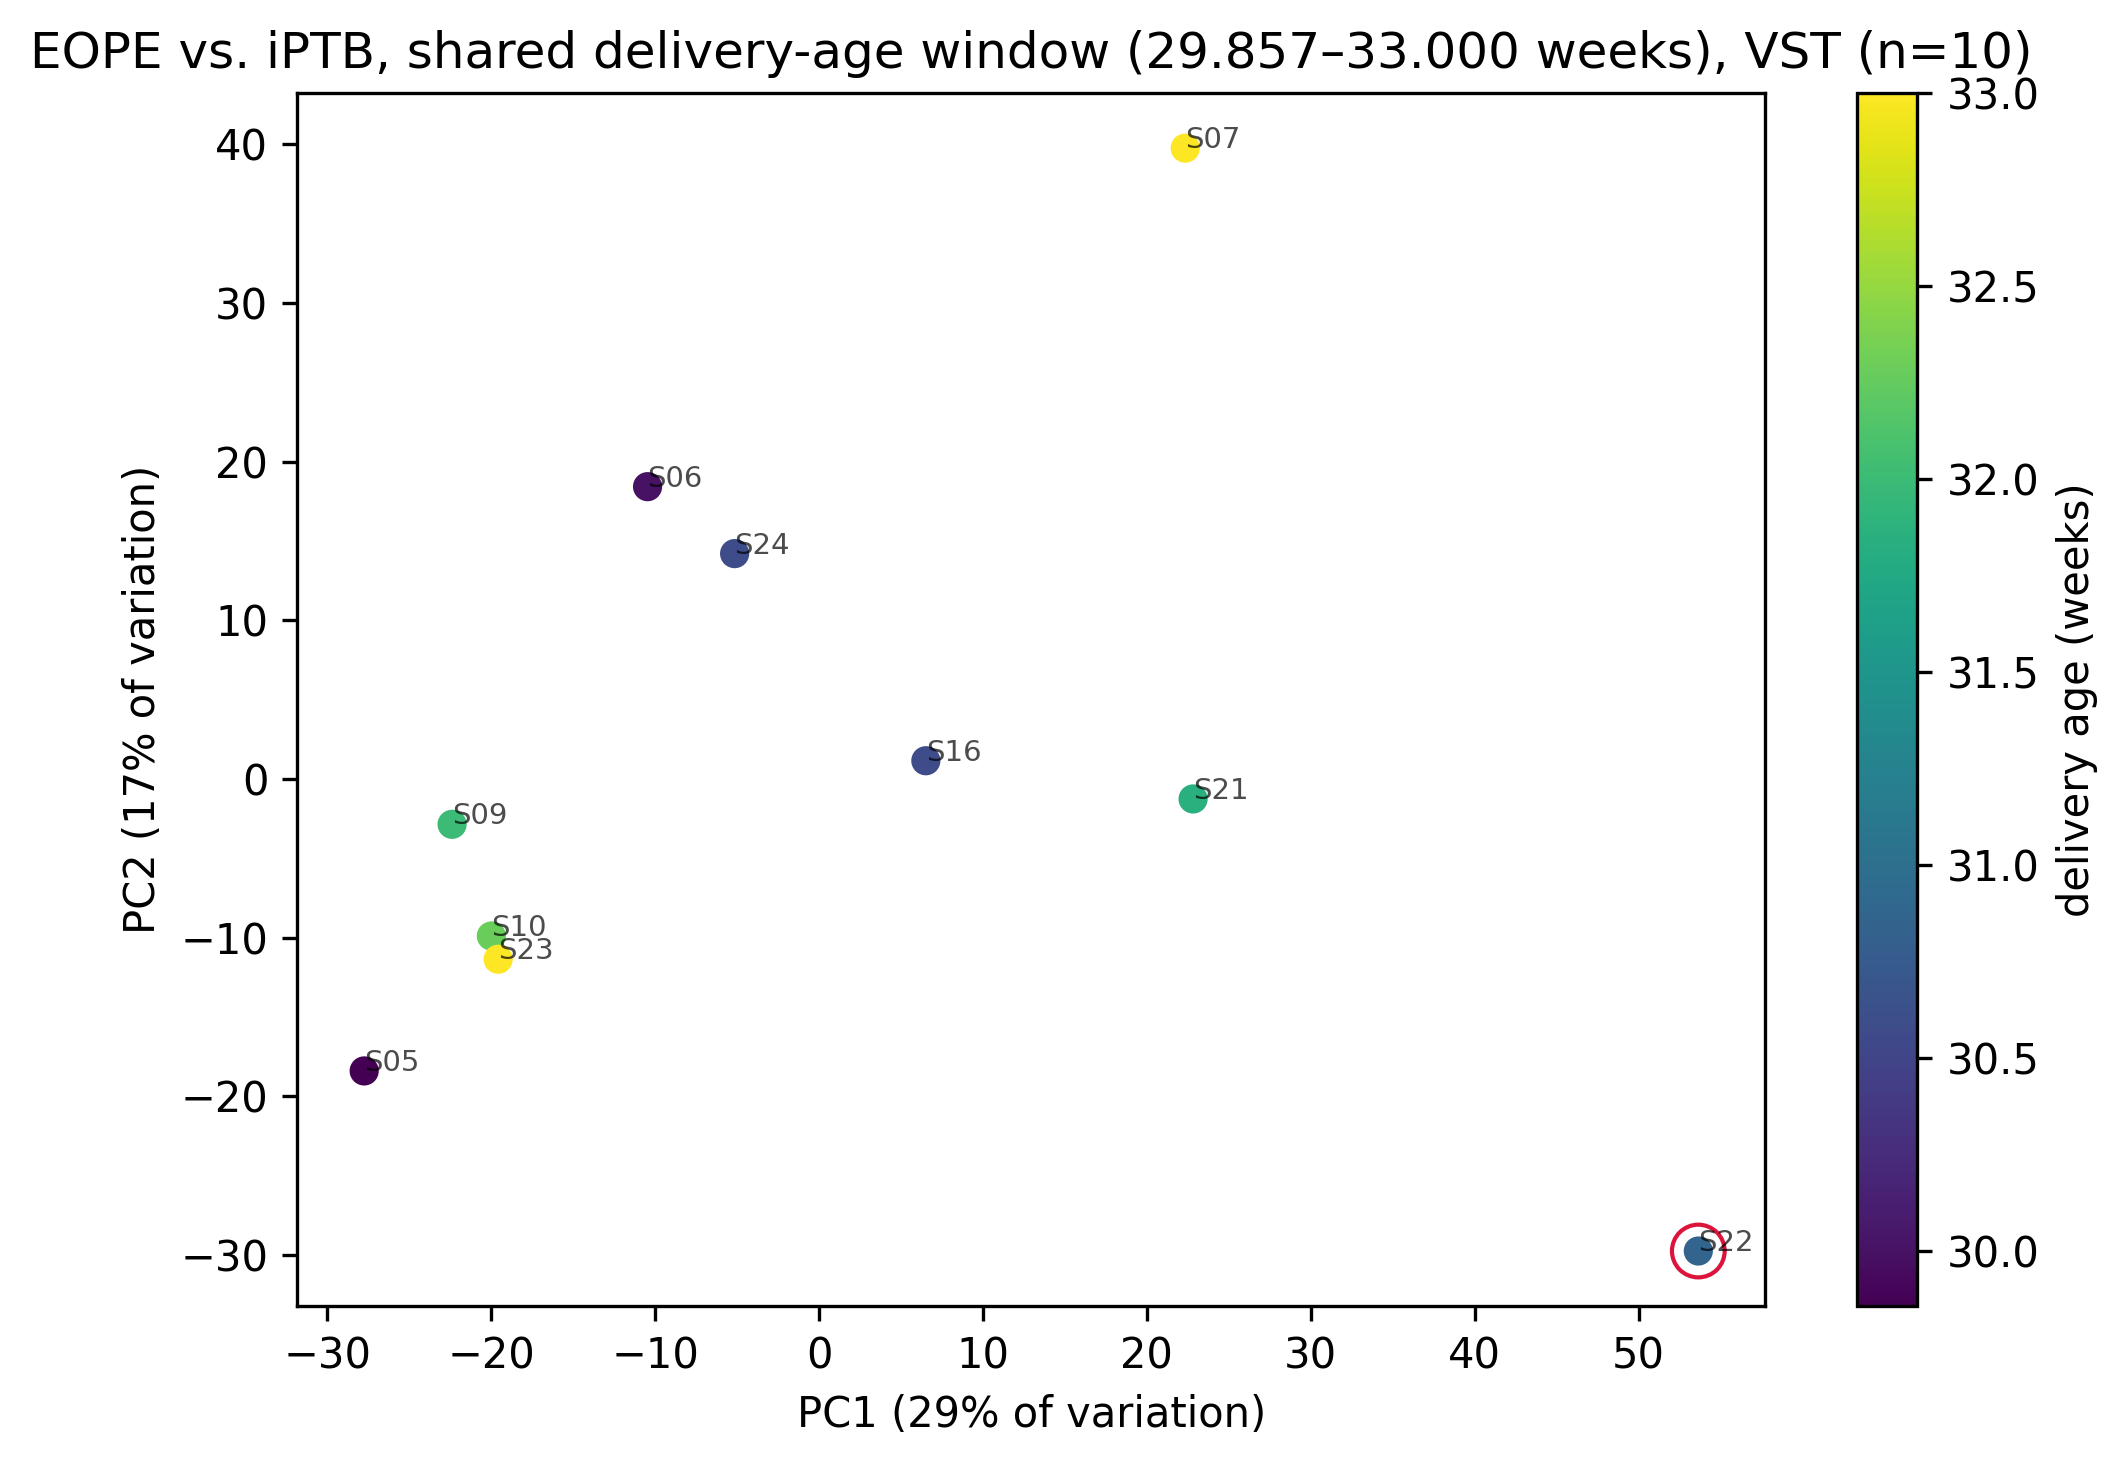 EOPE vs. iPTB, shared delivery-age window (29.857–33.000 weeks), VST (n=10)
PC2 (17% of variation)
40
30
20
10
0
−10
−20
−30
S07
S06
S24
S16
S21
S09
S10
S23
S05
S22
−30
−20
−10
0
10
20
30
40
50
PC1 (29% of variation)
33.0
32.5
32.0
31.5
31.0
30.5
30.0
delivery age (weeks)